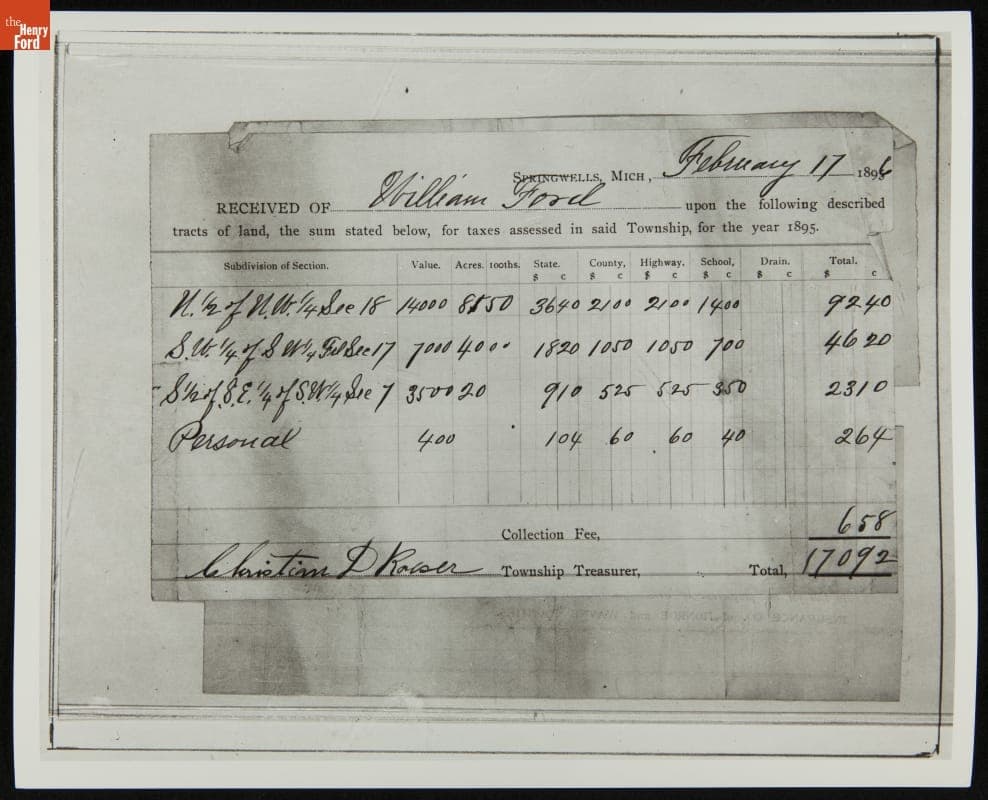 the
Henry
Ford
Springwells, Mich, February 17 1896
RECEIVED OF William Ford upon the following described
tracts of land, the sum stated below, for taxes assessed in said Township, for the year 1895.
Subdivision of Section. Value. Acres. 100ths. State. County, Highway. School, Drain. Total.
$ c $ c $ c $ c $ c $ c
N. 1/2 of N.W. 1/4 Sec 18 14000 50 3640 2100 2100 1400 9240
S.W. 1/4 of S W 1/4 Sec 17 7000 40 00 1820 1050 1050 700 4620
S 1/2 of S.E. 1/4 of S.W. 1/4 Sec 7 3500 20 910 525 525 350 2310
Personal 400 104 60 60 40 264
Collection Fee, 658
Christian D Township Treasurer, Total, 17092